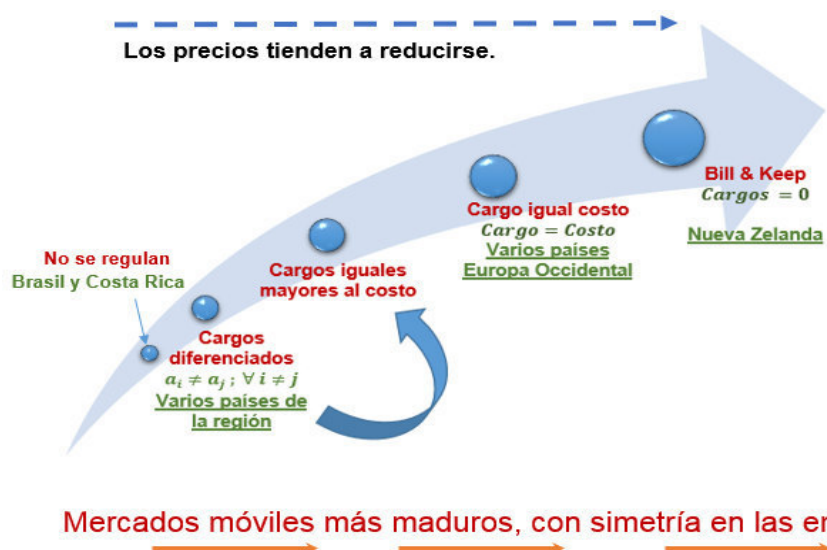 Los precios tienden a reducirse.
Bill & Keep
Cargos = 0
Nueva Zelanda
Cargo igual costo
Cargo = Costo
Varios países
Europa Occidental
Cargos iguales
mayores al costo
No se regulan
Brasil y Costa Rica
Cargos
diferenciados
aᵢ ≠ aⱼ ; ∀ i ≠ j
Varios países de
la región
Mercados móviles más maduros, con simetría en las